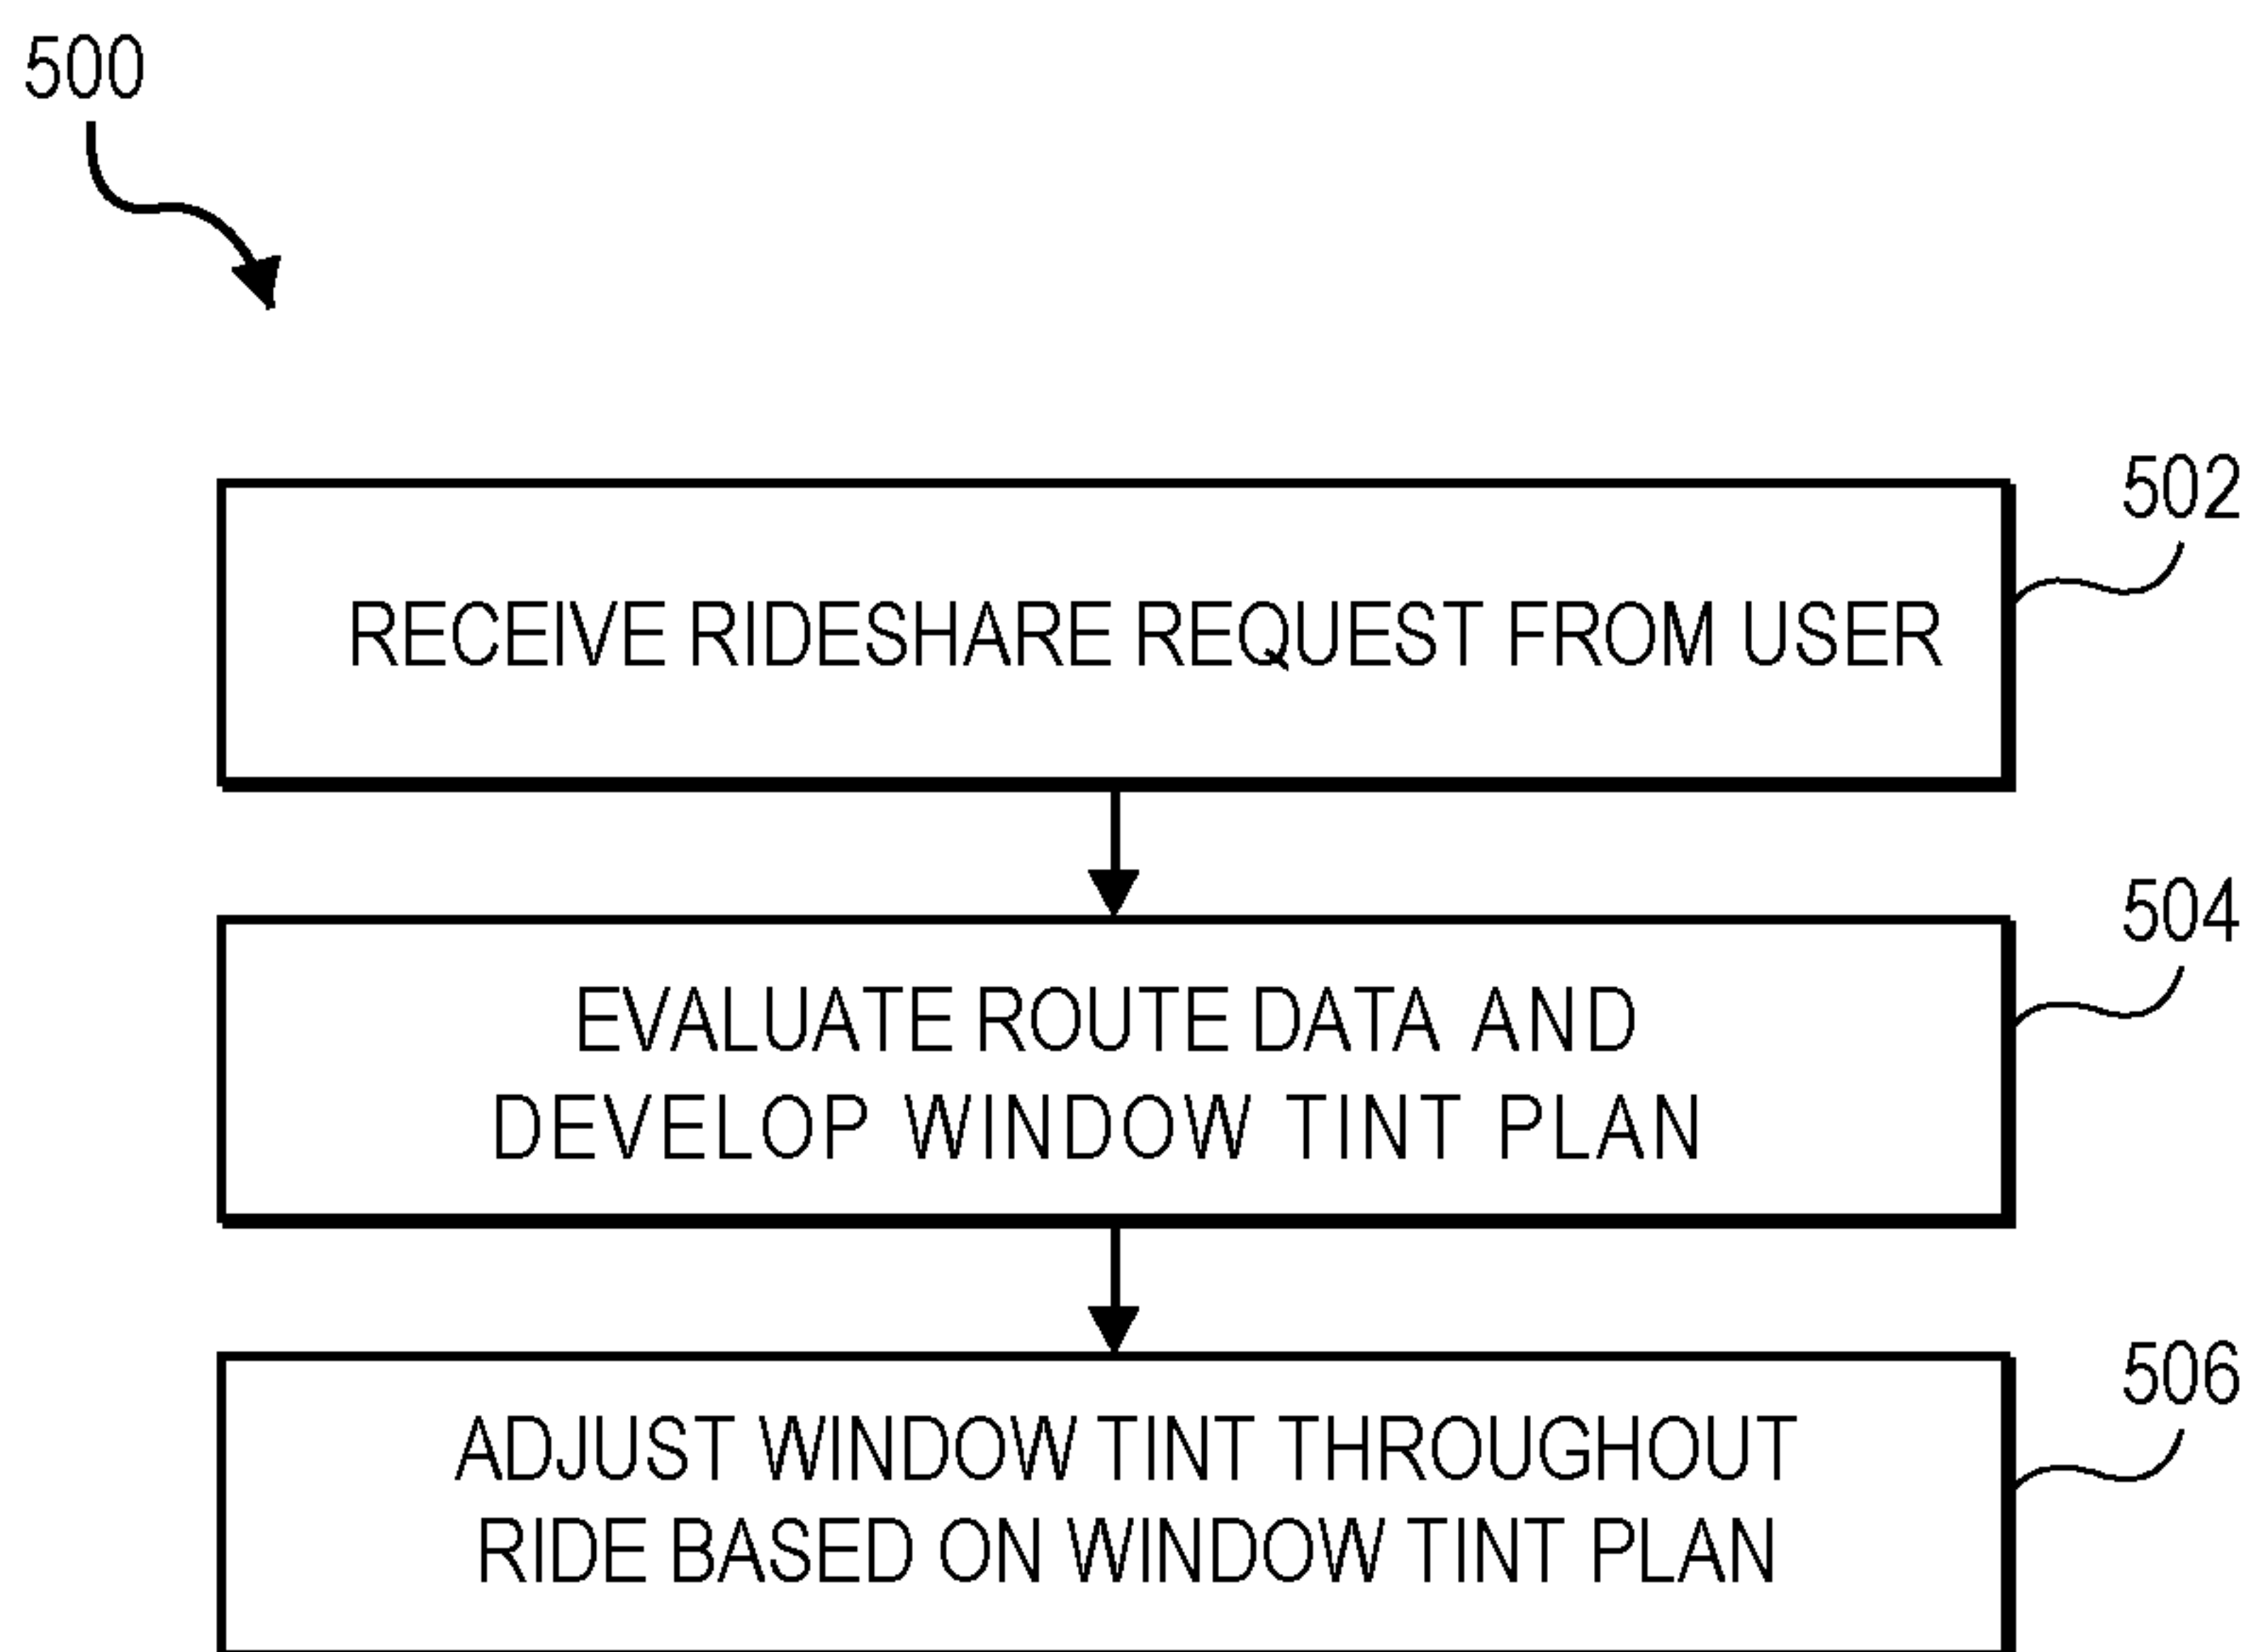 500
502
RECEIVE RIDESHARE REQUEST FROM USER
504
EVALUATE ROUTE DATA AND
DEVELOP WINDOW TINT PLAN
506
ADJUST WINDOW TINT THROUGHOUT
RIDE BASED ON WINDOW TINT PLAN